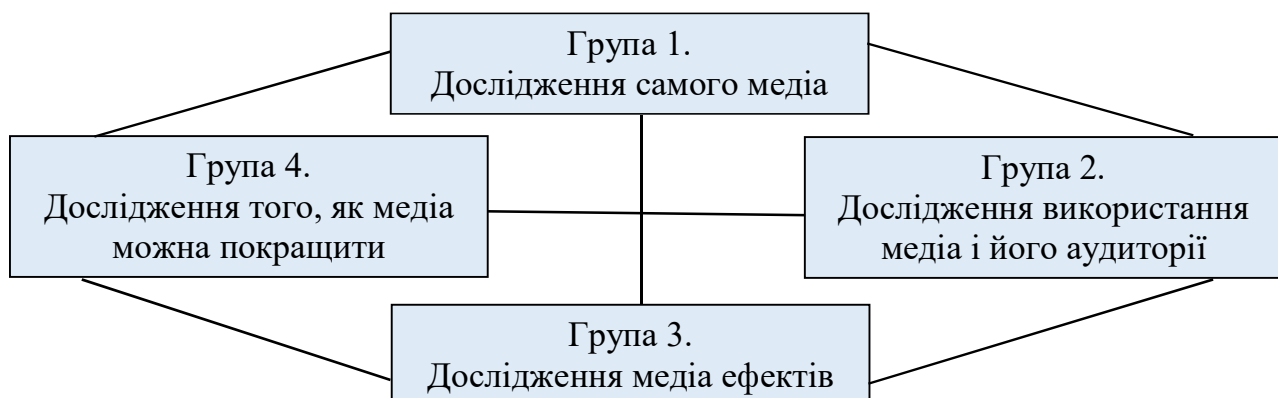 Група 1.
Дослідження самого медіа
Група 4.
Дослідження того, як медіа
можна покращити
Група 2.
Дослідження використання
медіа і його аудиторії
Група 3.
Дослідження медіа ефектів